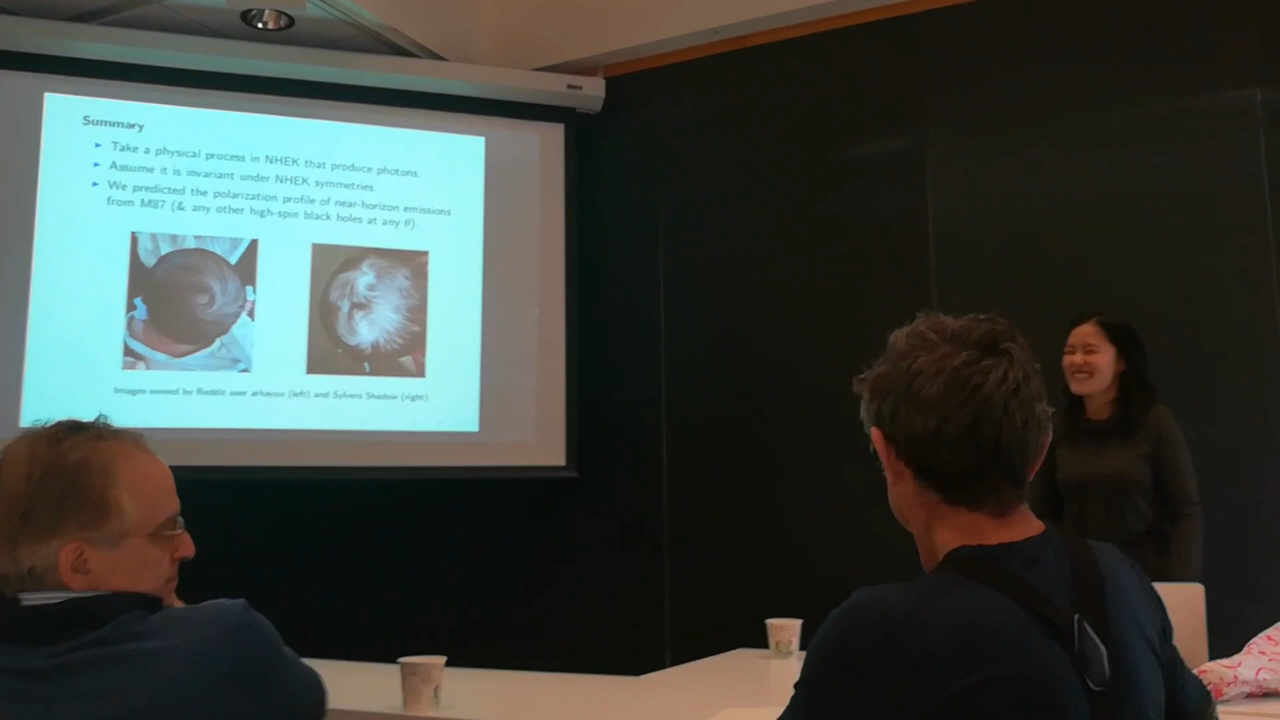 Summary
► Take a physical process in NHEK that produce photons.
► Assume it is invariant under NHEK symmetries.
► We predicted the polarization profile of near-horizon emissions
from M87 (& any other high-spin black holes at any θ).
Images owned by Reddit user (left) and Sylvers Shadow (right)